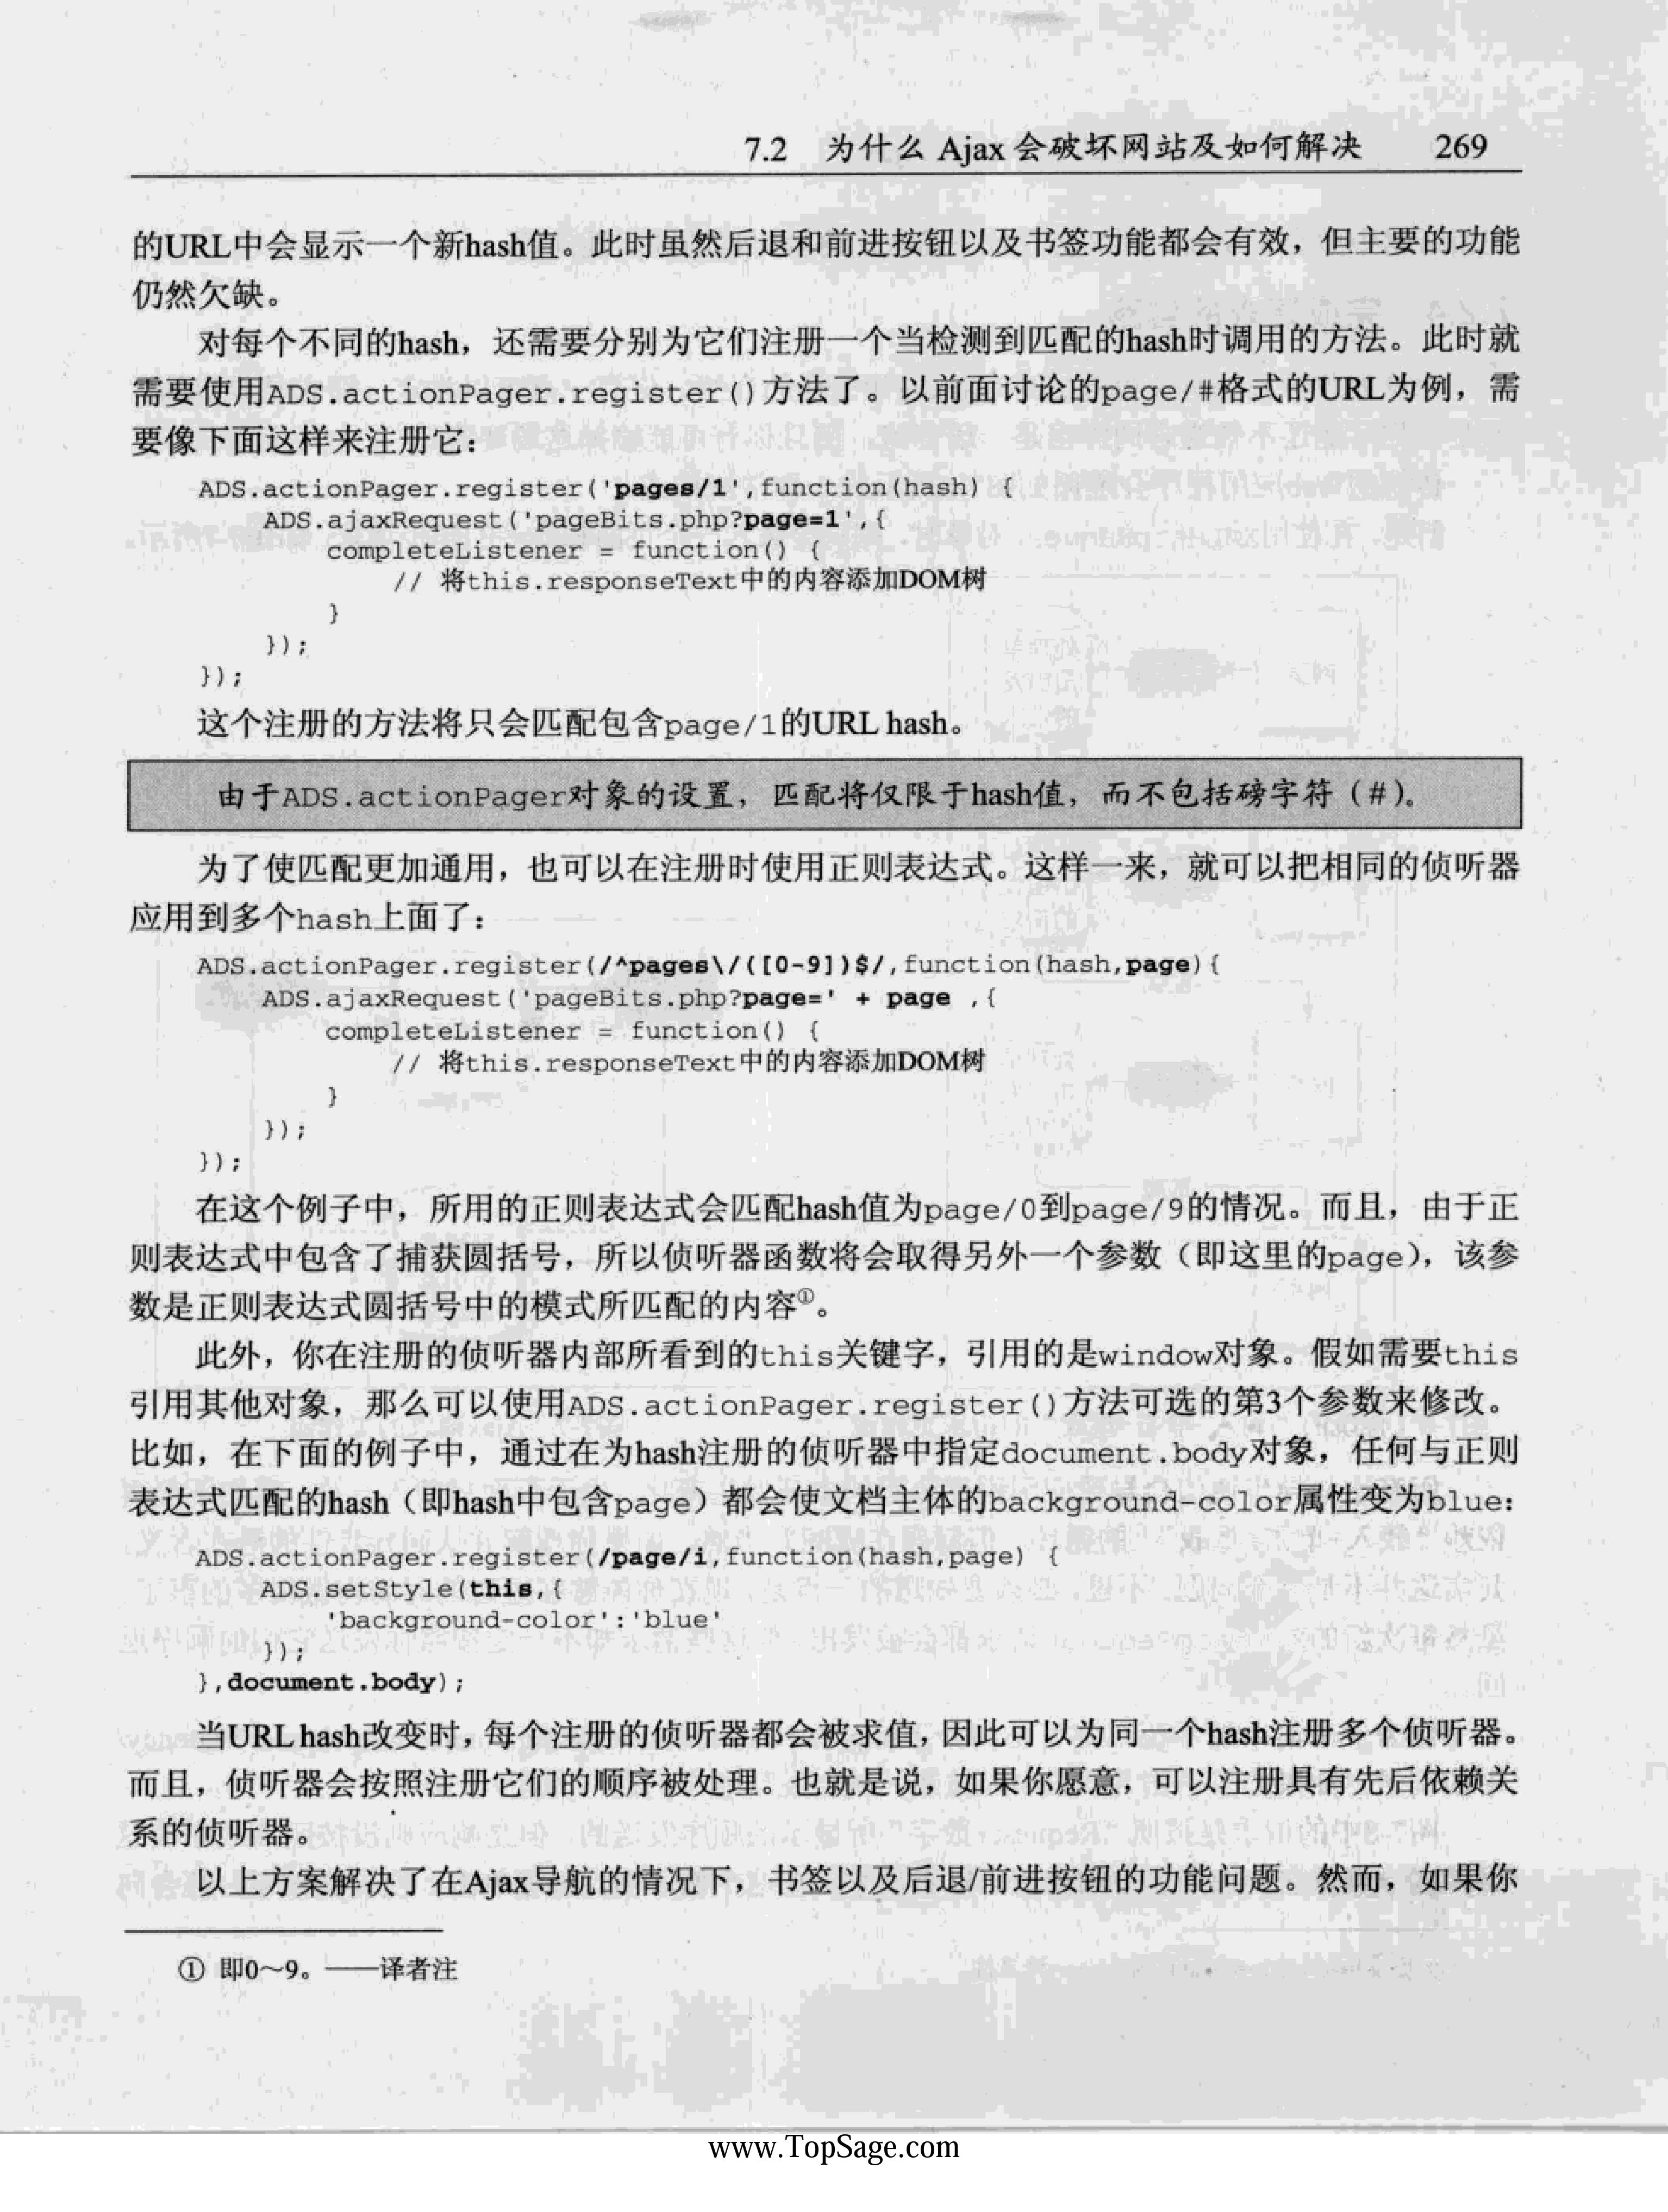 7.2 为什么 Ajax 会破坏网站及如何解决 269
的URL中会显示一个新hash值。此时虽然后退和前进按钮以及书签功能都会有效，但主要的功能
仍然欠缺。
对每个不同的hash，还需要分别为它们注册一个当检测到匹配的hash时调用的方法。此时就
需要使用ADS.actionPager.register()方法了。以前面讨论的page/#格式的URL为例，需
要像下面这样来注册它：
ADS.actionPager.register('pages/1',function(hash) {
ADS.ajaxRequest('pageBits.php?page=1',{
completeListener = function() {
// 将this.responseText中的内容添加DOM树
}
});
});
这个注册的方法将只会匹配包含page/1的URL hash。
由于ADS.actionPager对象的设置，匹配将仅限于hash值，而不包括磅字符（#）。
为了使匹配更加通用，也可以在注册时使用正则表达式。这样一来，就可以把相同的侦听器
应用到多个hash上面了：
ADS.actionPager.register(/^pages\/([0-9])$/,function(hash,page){
ADS.ajaxRequest('pageBits.php?page=' + page ,{
completeListener = function() {
// 将this.responseText中的内容添加DOM树
}
});
});
在这个例子中，所用的正则表达式会匹配hash值为page/0到page/9的情况。而且，由于正
则表达式中包含了捕获圆括号，所以侦听器函数将会取得另外一个参数（即这里的page），该参
数是正则表达式圆括号中的模式所匹配的内容①。
此外，你在注册的侦听器内部所看到的this关键字，引用的是window对象。假如需要this
引用其他对象，那么可以使用ADS.actionPager.register()方法可选的第3个参数来修改。
比如，在下面的例子中，通过在为hash注册的侦听器中指定document.body对象，任何与正则
表达式匹配的hash（即hash中包含page）都会使文档主体的background-color属性变为blue：
ADS.actionPager.register(/page/i,function(hash,page) {
ADS.setStyle(this,{
'background-color':'blue'
});
},document.body);
当URL hash改变时，每个注册的侦听器都会被求值，因此可以为同一个hash注册多个侦听器。
而且，侦听器会按照注册它们的顺序被处理。也就是说，如果你愿意，可以注册具有先后依赖关
系的侦听器。
以上方案解决了在Ajax导航的情况下，书签以及后退/前进按钮的功能问题。然而，如果你
① 即0～9。——译者注
www.TopSage.com